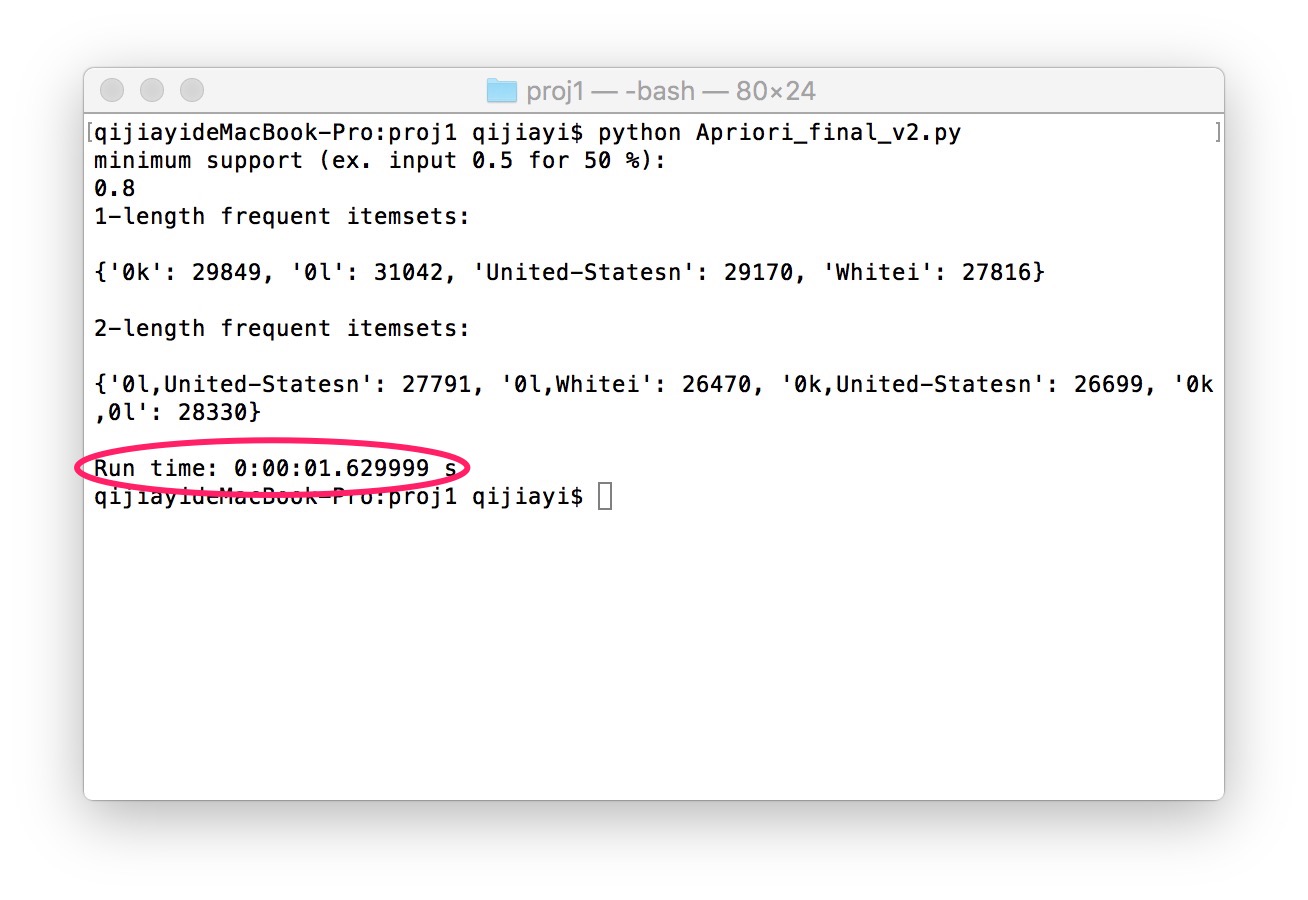 proj1 — -bash — 80×24
[qijiayideMacBook-Pro:proj1 qijiayi$ python Apriori_final_v2.py ]
minimum support (ex. input 0.5 for 50 %):
0.8
1-length frequent itemsets:
{'0k': 29849, '0l': 31042, 'United-Statesn': 29170, 'Whitei': 27816}
2-length frequent itemsets:
{'0l,United-Statesn': 27791, '0l,Whitei': 26470, '0k,United-Statesn': 26699, '0k
,0l': 28330}
Run time: 0:00:01.629999 s
qijiayideMacBook-Pro:proj1 qijiayi$